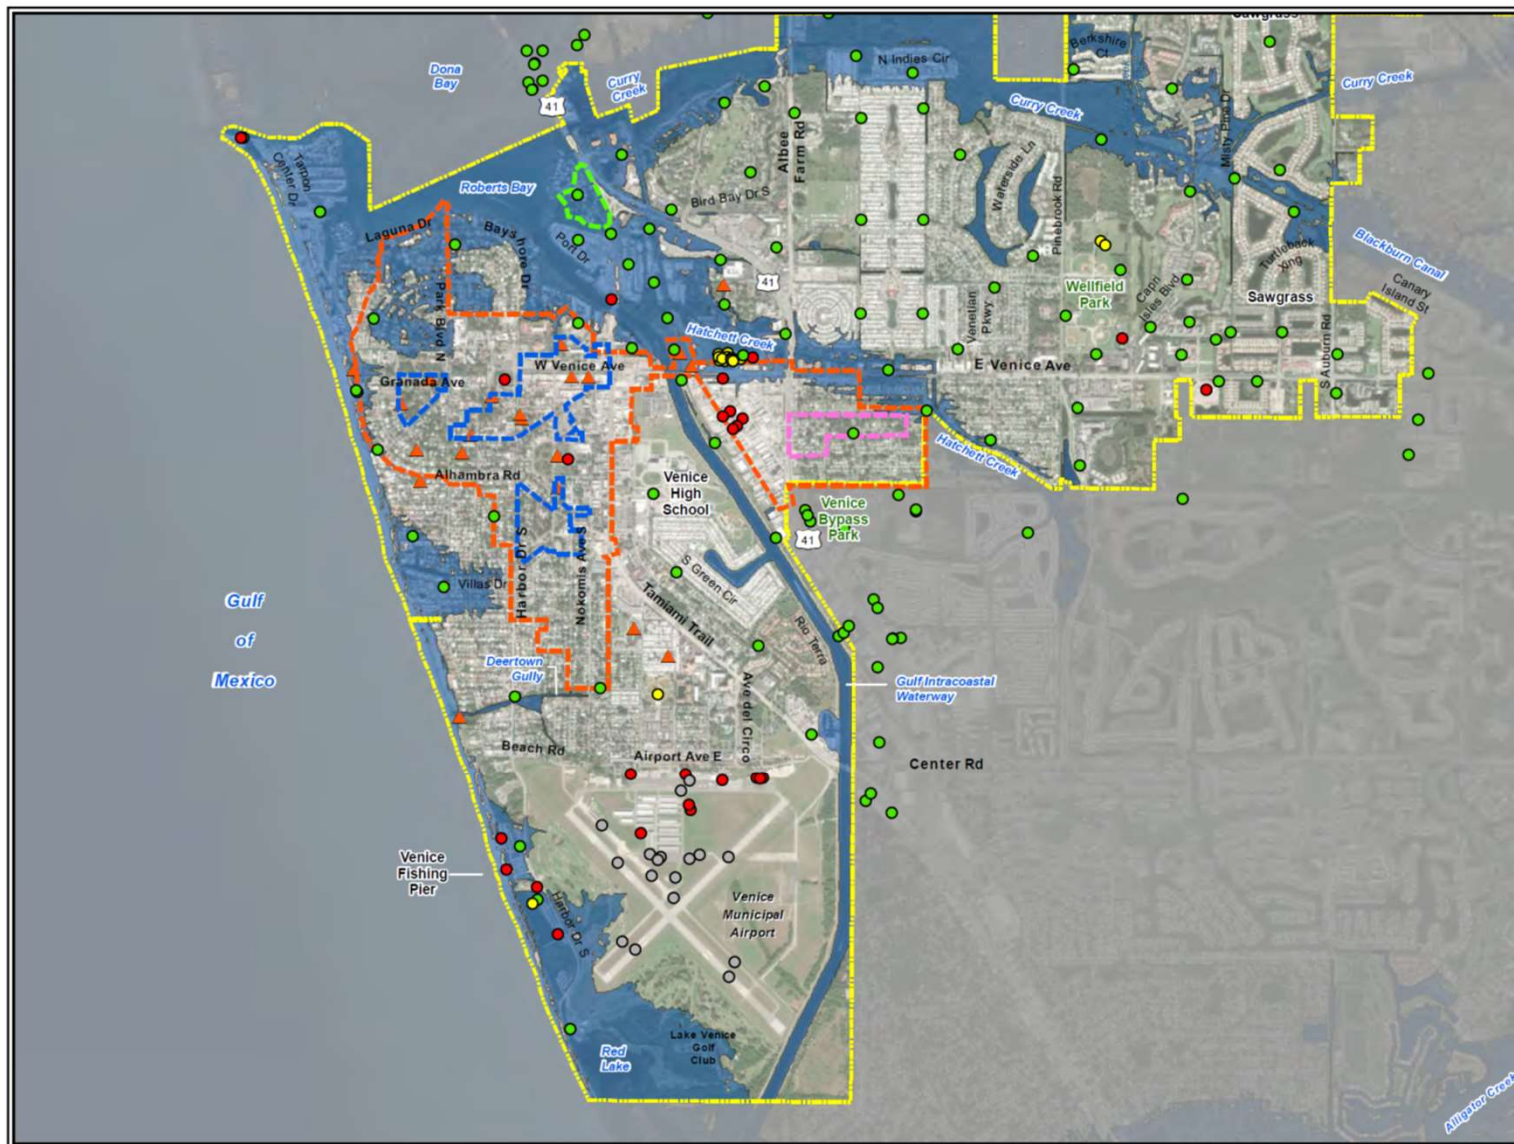 Sawgrass
Berkshire
Ct
N Indies Cir
Dona
Bay
Curry
Creek
Curry Creek
41
Curry Creek
Misty Pine Dr
Albee
Farm Rd
Tarpon
Center Dr
Roberts Bay
Waterside Ln
Bird Bay Dr S
Pinebrook Rd
Laguna Dr
Bayshore Dr
Port Dr
Turtleback
Xing
Blackburn Canal
41
Wellfield
Park
Capri
Isles Blvd
Sawgrass
Canary
Island St
Park Blvd N
Venetian
Pkwy
Hatchett Creek
S Auburn Rd
W Venice Ave
E Venice Ave
Granada Ave
Hatchett Creek
Alhambra Rd
Venice
High
School
Venice
Bypass
Park
41
Harbor Dr S
Nokomis Ave S
S Green Cir
Villas Dr
Gulf
of
Mexico
Tamiami Trail
Rio Terra
Deertown
Gully
Gulf Intracoastal
Waterway
Ave del Circo
Beach Rd
Airport Ave E
Center Rd
Venice
Fishing
Pier
Harbor Dr S
Venice
Municipal
Airport
Lake Venice
Golf
Club
Red
Lake
Alligator Creek